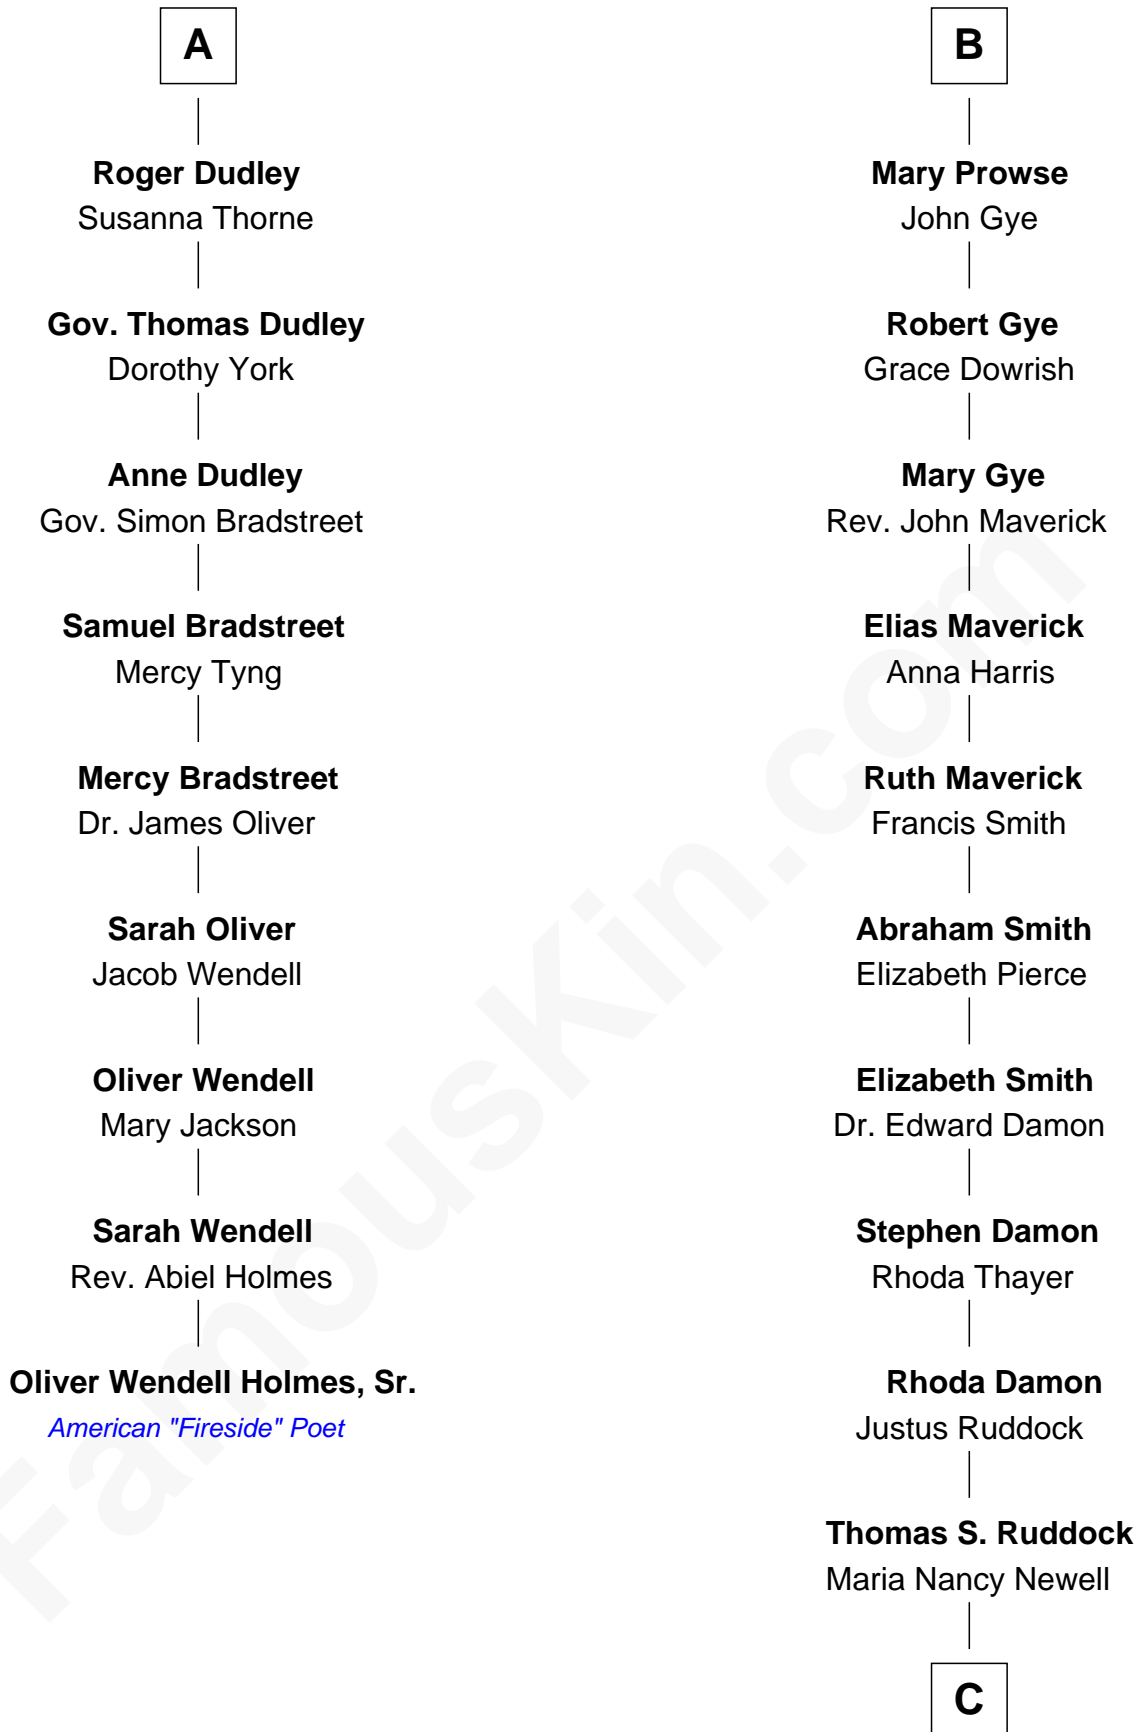 A
Roger Dudley
Susanna Thorne
Gov. Thomas Dudley
Dorothy York
Anne Dudley
Gov. Simon Bradstreet
Samuel Bradstreet
Mercy Tyng
Mercy Bradstreet
Dr. James Oliver
Sarah Oliver
Jacob Wendell
Oliver Wendell
Mary Jackson
Sarah Wendell
Rev. Abiel Holmes
Oliver Wendell Holmes, Sr.
American "Fireside" Poet
B
Mary Prowse
John Gye
Robert Gye
Grace Dowrish
Mary Gye
Rev. John Maverick
Elias Maverick
Anna Harris
Ruth Maverick
Francis Smith
Abraham Smith
Elizabeth Pierce
Elizabeth Smith
Dr. Edward Damon
Stephen Damon
Rhoda Thayer
Rhoda Damon
Justus Ruddock
Thomas S. Ruddock
Maria Nancy Newell
C
FamousKin.com